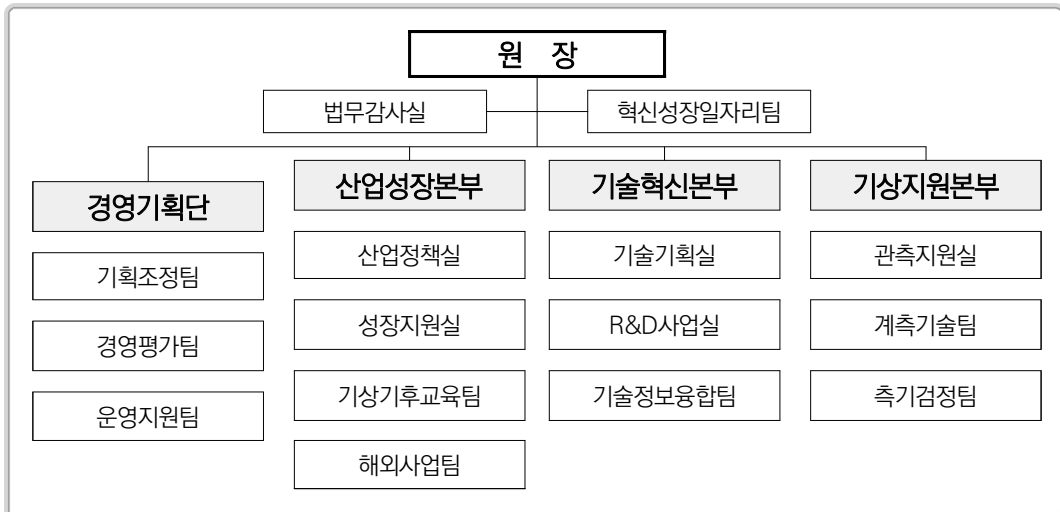 원 장
법무감사실
혁신성장일자리팀
경영기획단
기획조정팀
경영평가팀
운영지원팀
산업성장본부
산업정책실
성장지원실
기상기후교육팀
해외사업팀
기술혁신본부
기술기획실
R&D사업실
기술정보융합팀
기상지원본부
관측지원실
계측기술팀
측기검정팀